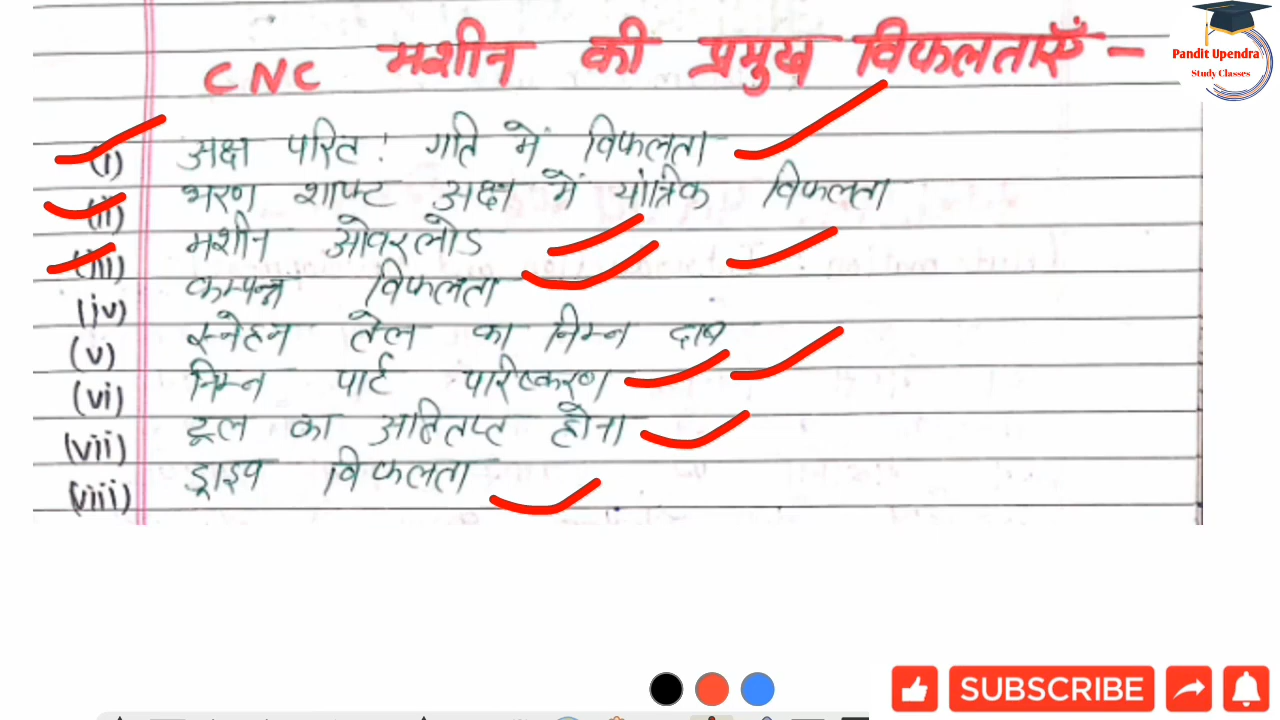 CNC मशीन की प्रमुख विफलताएँ -
Pandit Upendra
Study Classes
(i) अक्ष परितः गति में विफलता
(ii) भरण शाफ्ट अक्ष में यांत्रिक विफलता
(iii) मशीन ओवरलोड
(iv) कम्पन्न विफलता
(v) स्नेहन तेल का निम्न दाब
(vi) निम्न पार्ट परिष्करण
(vii) टूल का अतितप्त होना
(viii) ड्राइव विफलता
SUBSCRIBE